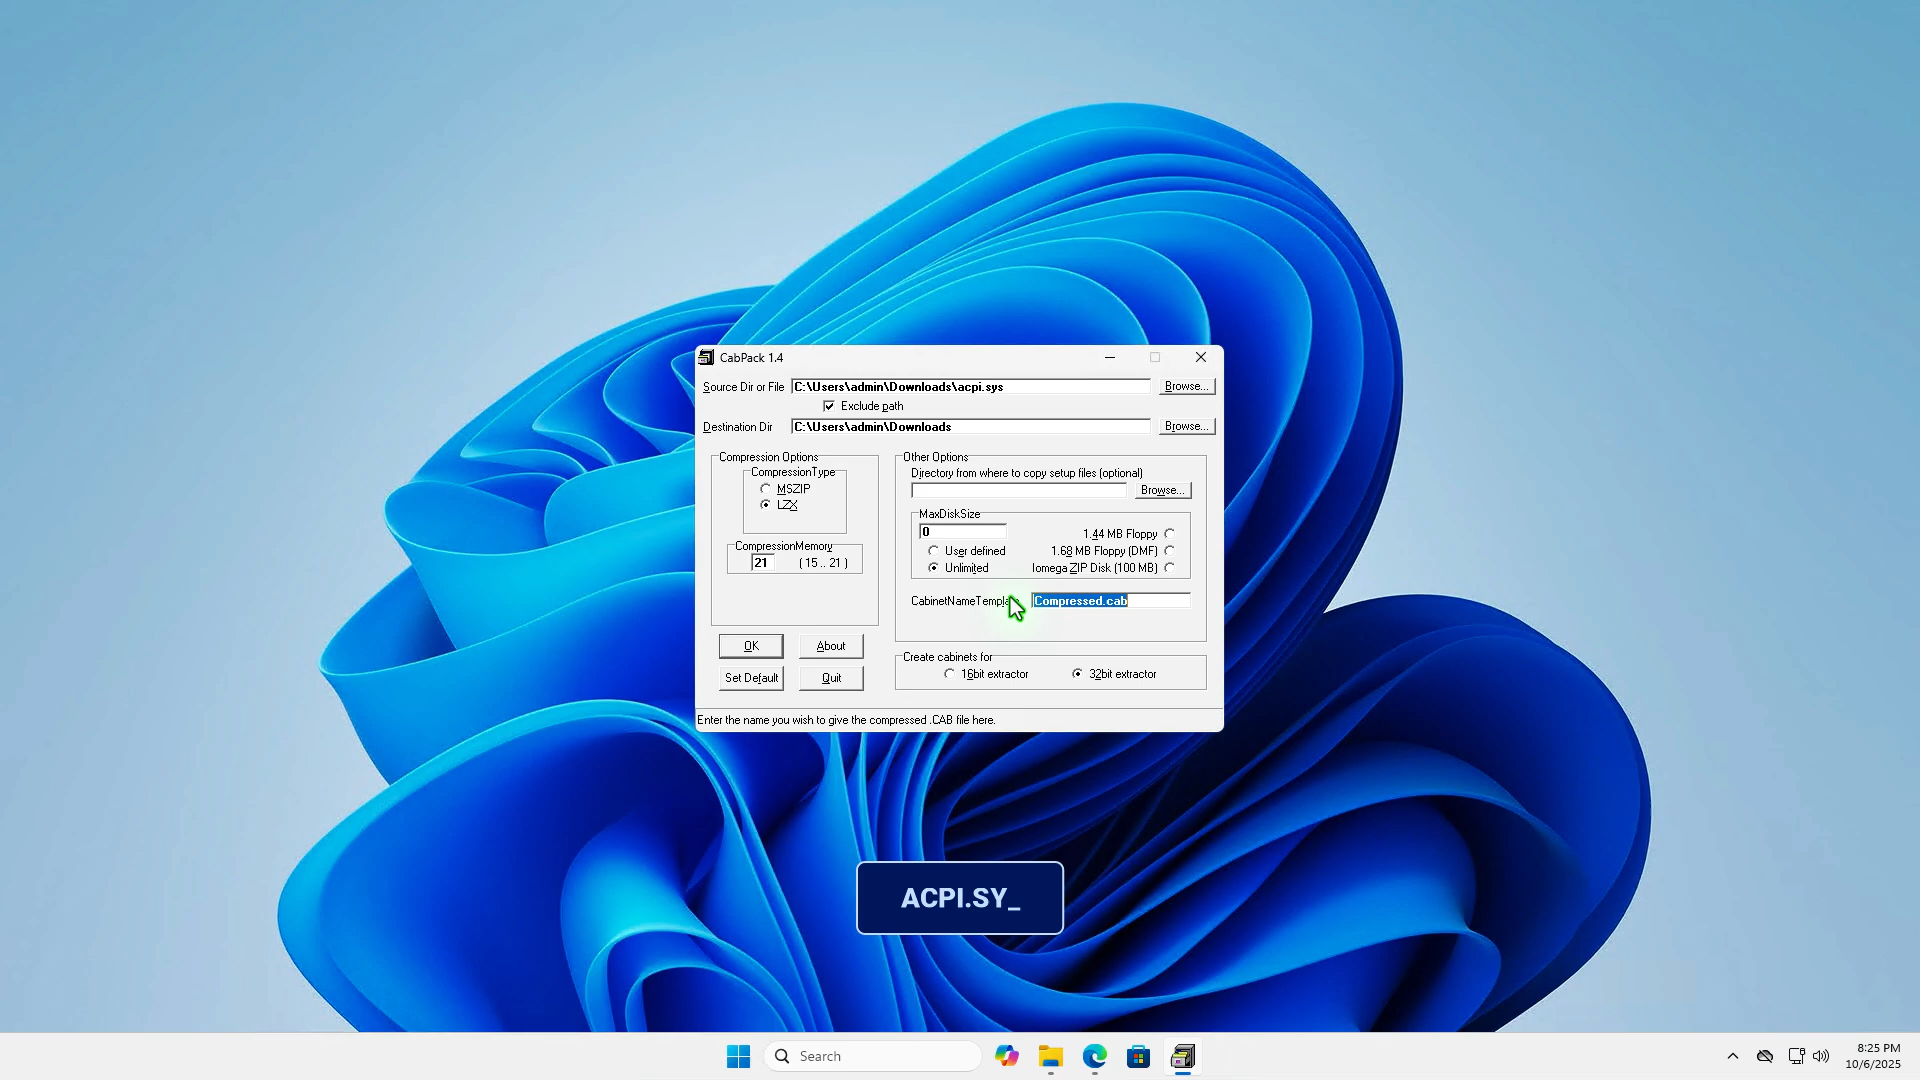 CabPack 1.4
Source Dir or File C:\Users\admin\Downloads\acpi.sys Browse...
Exclude path
Destination Dir C:\Users\admin\Downloads Browse...
Compression Options
CompressionType
MSZIP
LZX
CompressionMemory
21 ( 15 .. 21 )
Other Options
Directory from where to copy setup files (optional)
Browse...
MaxDiskSize
0
1.44 MB Floppy
User defined
1.68 MB Floppy (DMF)
Unlimited
Iomega ZIP Disk (100 MB)
Compressed.cab
OK About
Set Default Quit
Create cabinets for
16bit extractor 32bit extractor
Enter the name you wish to give the compressed .CAB file here.
ACPI.SY_
Search
8:25 PM
10/6/2025